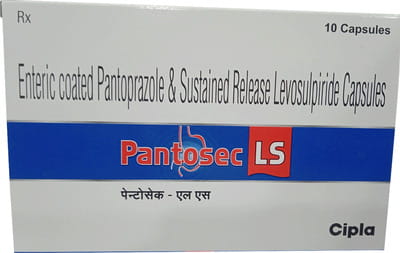 Rx
10 Capsules
Enteric coated Pantoprazole & Sustained Release Levosulpiride Capsules
Pantosec LS
पेन्टोसेक - एल एस
Cipla